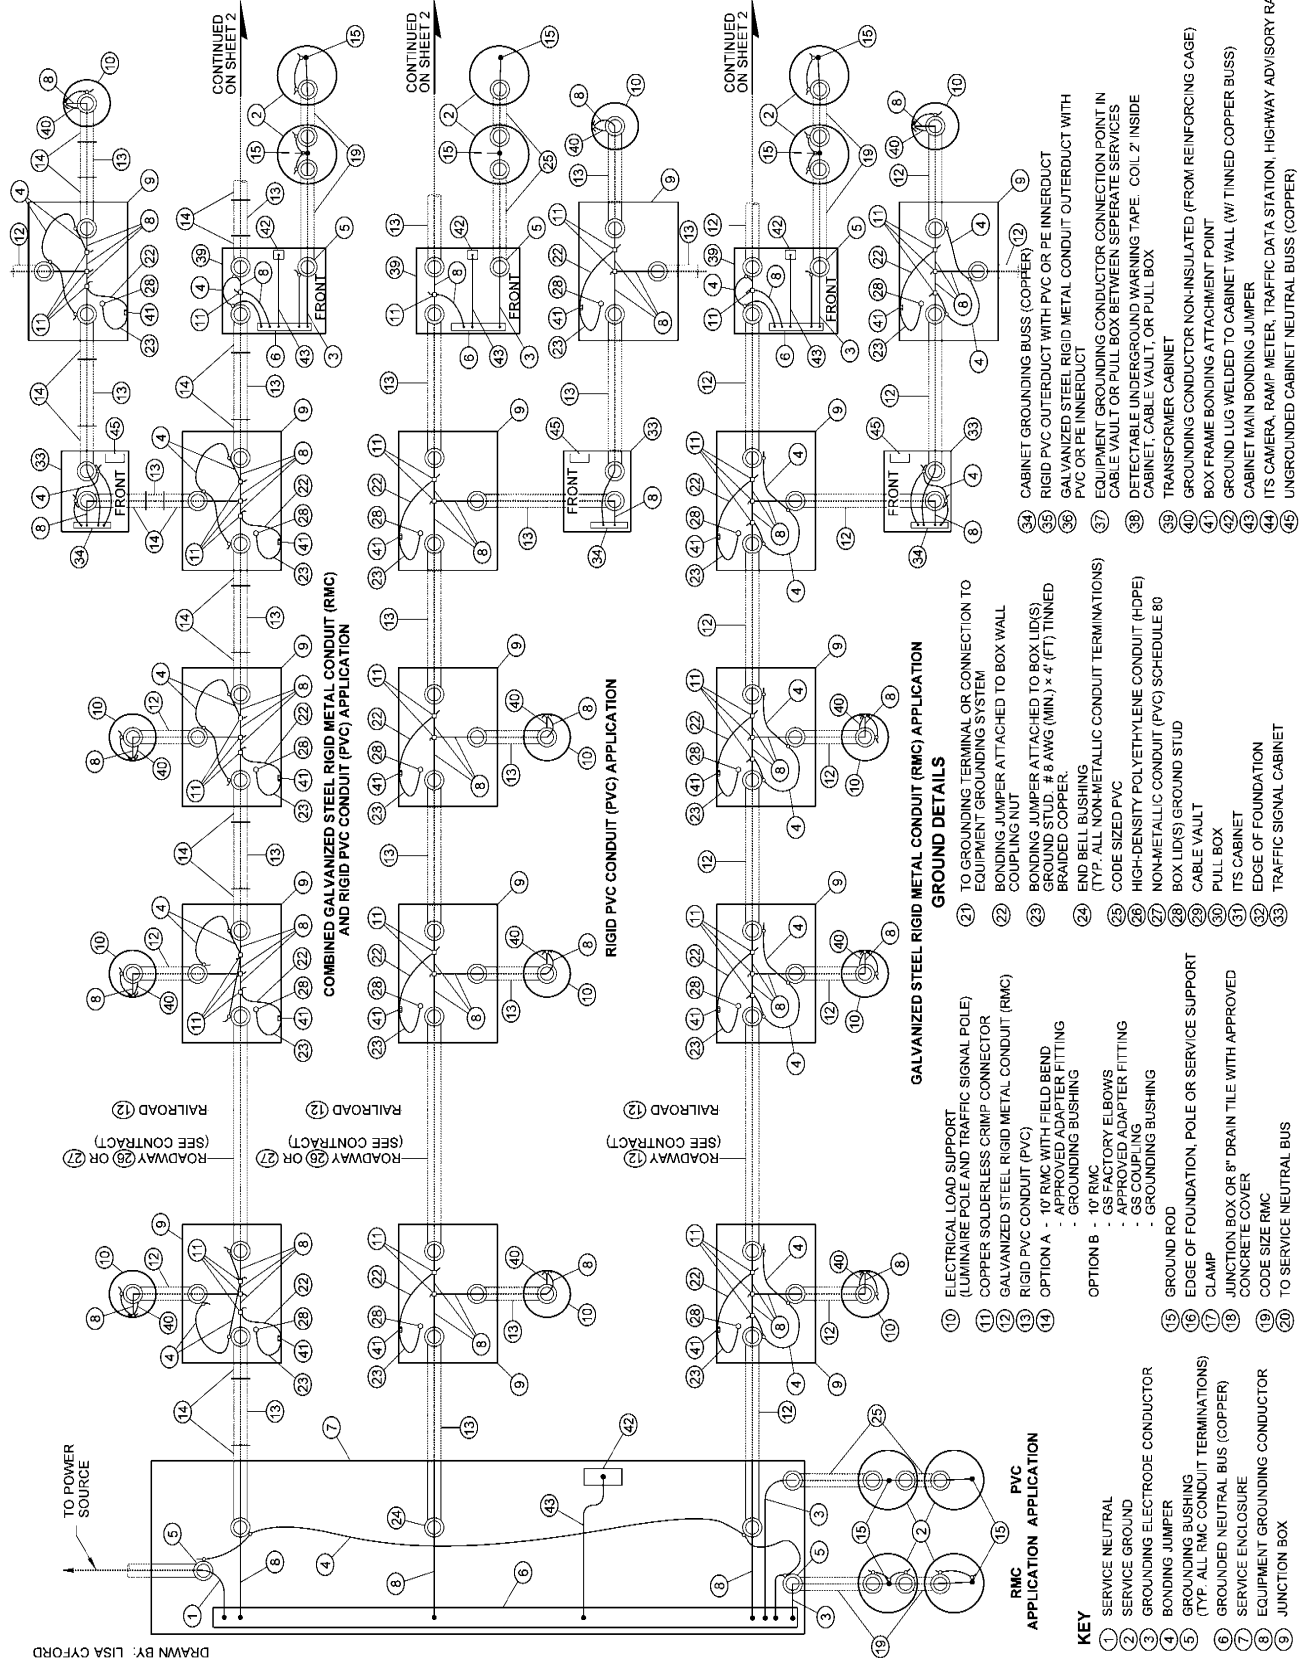 DRAWN BY: LISA CYFORD
TO POWER
SOURCE
ROADWAY 26 OR 27
(SEE CONTRACT)
RAILROAD 12
COMBINED GALVANIZED STEEL RIGID METAL CONDUIT (RMC)
AND RIGID PVC CONDUIT (PVC) APPLICATION
FRONT
FRONT
CONTINUED
ON SHEET 2
ROADWAY 26 OR 27
(SEE CONTRACT)
RAILROAD 12
RIGID PVC CONDUIT (PVC) APPLICATION
FRONT
FRONT
CONTINUED
ON SHEET 2
ROADWAY 12
(SEE CONTRACT)
RAILROAD 12
GALVANIZED STEEL RIGID METAL CONDUIT (RMC) APPLICATION
FRONT
FRONT
CONTINUED
ON SHEET 2
RMC
APPLICATION
PVC
APPLICATION
GROUND DETAILS
KEY
1 SERVICE NEUTRAL
2 SERVICE GROUND
3 GROUNDING ELECTRODE CONDUCTOR
4 BONDING JUMPER
5 GROUNDING BUSHING
(TYP. ALL RMC CONDUIT TERMINATIONS)
6 GROUNDED NEUTRAL BUS (COPPER)
7 SERVICE ENCLOSURE
8 EQUIPMENT GROUNDING CONDUCTOR
9 JUNCTION BOX
10 ELECTRICAL LOAD SUPPORT
(LUMINAIRE POLE AND TRAFFIC SIGNAL POLE)
11 COPPER SOLDERLESS CRIMP CONNECTOR
12 GALVANIZED STEEL RIGID METAL CONDUIT (RMC)
13 RIGID PVC CONDUIT (PVC)
14 OPTION A - 10' RMC WITH FIELD BEND
- APPROVED ADAPTER FITTING
- GROUNDING BUSHING
OPTION B - 10' RMC
- GS FACTORY ELBOWS
- APPROVED ADAPTER FITTING
- GS COUPLING
- GROUNDING BUSHING
15 GROUND ROD
16 EDGE OF FOUNDATION, POLE OR SERVICE SUPPORT
17 CLAMP
18 JUNCTION BOX OR 8" DRAIN TILE WITH APPROVED
CONCRETE COVER
19 CODE SIZE RMC
20 TO SERVICE NEUTRAL BUS
21 TO GROUNDING TERMINAL OR CONNECTION TO
EQUIPMENT GROUNDING SYSTEM
22 BONDING JUMPER ATTACHED TO BOX WALL
COUPLING NUT
23 BONDING JUMPER ATTACHED TO BOX LID(S)
GROUND STUD. # 8 AWG (MIN.) x 4' (FT) TINNED
BRAIDED COPPER.
24 END BELL BUSHING
(TYP. ALL NON-METALLIC CONDUIT TERMINATIONS)
25 CODE SIZED PVC
26 HIGH-DENSITY POLYETHYLENE CONDUIT (HDPE)
27 NON-METALLIC CONDUIT (PVC) SCHEDULE 80
28 BOX LID(S) GROUND STUD
29 CABLE VAULT
30 PULL BOX
31 ITS CABINET
32 EDGE OF FOUNDATION
33 TRAFFIC SIGNAL CABINET
34 CABINET GROUNDING BUSS (COPPER)
35 RIGID PVC OUTERDUCT WITH PVC OR PE INNERDUCT
36 GALVANIZED STEEL RIGID METAL CONDUIT OUTERDUCT WITH
PVC OR PE INNERDUCT
37 EQUIPMENT GROUNDING CONDUCTOR CONNECTION POINT IN
CABLE VAULT OR PULL BOX BETWEEN SEPERATE SERVICES
38 DETECTABLE UNDERGROUND WARNING TAPE. COIL 2' INSIDE
CABINET, CABLE VAULT, OR PULL BOX
39 TRANSFORMER CABINET
40 GROUNDING CONDUCTOR NON-INSULATED (FROM REINFORCING CAGE)
41 BOX FRAME BONDING ATTACHMENT POINT
42 GROUND LUG WELDED TO CABINET WALL (W/ TINNED COPPER BUSS)
43 CABINET MAIN BONDING JUMPER
44 ITS CAMERA, RAMP METER, TRAFFIC DATA STATION, HIGHWAY ADVISORY RA
45 UNGROUNDED CABINET NEUTRAL BUSS (COPPER)